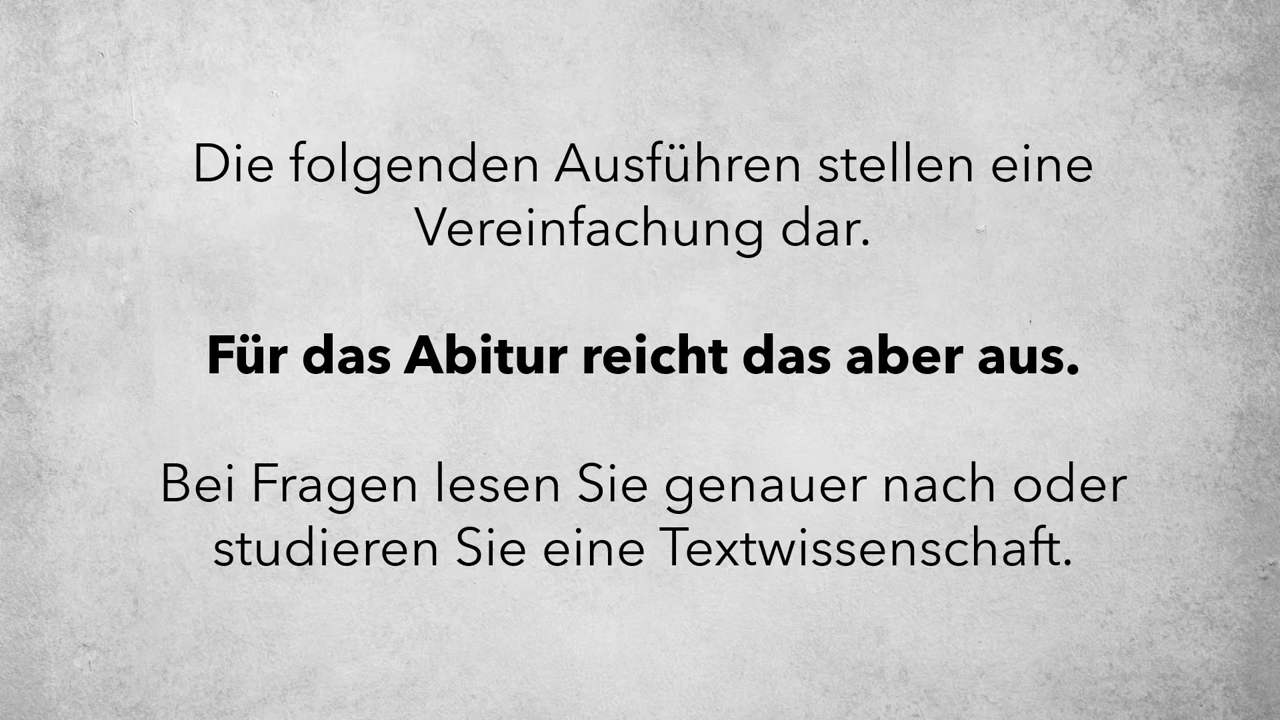 Die folgenden Ausführen stellen eine
Vereinfachung dar.
Für das Abitur reicht das aber aus.
Bei Fragen lesen Sie genauer nach oder
studieren Sie eine Textwissenschaft.